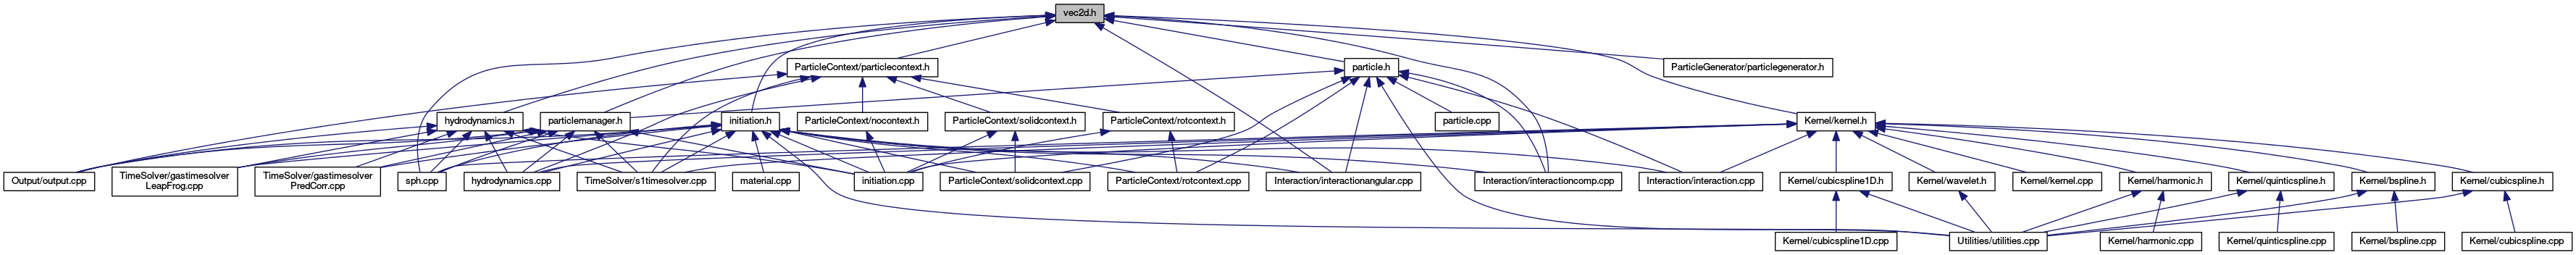 vec2d.h
ParticleContext/particlecontext.h
particle.h
ParticleGenerator/particlegenerator.h
hydrodynamics.h
particlemanager.h
initiation.h
ParticleContext/nocontext.h
ParticleContext/solidcontext.h
ParticleContext/rotcontext.h
particle.cpp
Kernel/kernel.h
Output/output.cpp
TimeSolver/gastimesolver
LeapFrog.cpp
TimeSolver/gastimesolver
PredCorr.cpp
sph.cpp
hydrodynamics.cpp
TimeSolver/s1timesolver.cpp
material.cpp
initiation.cpp
ParticleContext/solidcontext.cpp
ParticleContext/rotcontext.cpp
Interaction/interactionangular.cpp
Interaction/interactioncomp.cpp
Interaction/interaction.cpp
Kernel/cubicspline1D.h
Kernel/wavelet.h
Kernel/kernel.cpp
Kernel/harmonic.h
Kernel/quinticspline.h
Kernel/bspline.h
Kernel/cubicspline.h
Kernel/cubicspline1D.cpp
Utilities/utilities.cpp
Kernel/harmonic.cpp
Kernel/quinticspline.cpp
Kernel/bspline.cpp
Kernel/cubicspline.cpp